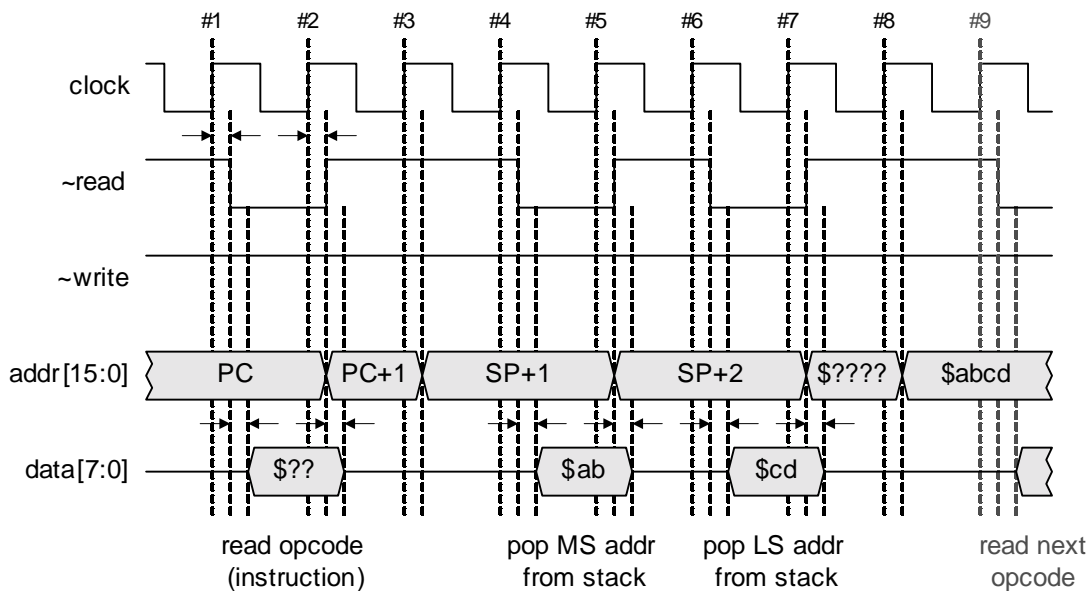 #1 #2 #3 #4 #5 #6 #7 #8 #9
clock
~read
~write
addr[15:0] PC PC+1 SP+1 SP+2 $???? $abcd
data[7:0] $?? $ab $cd
read opcode
(instruction)
pop MS addr
from stack
pop LS addr
from stack
read next
opcode